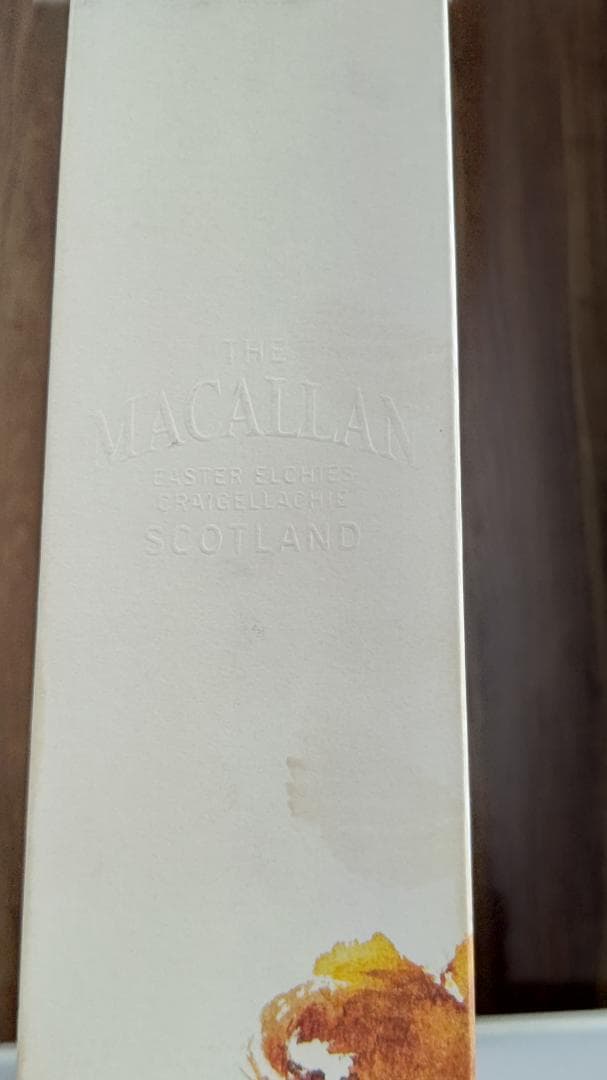 THE
MACALLAN
EASTER ELCHIES
CRAIGELLACHIE
SCOTLAND